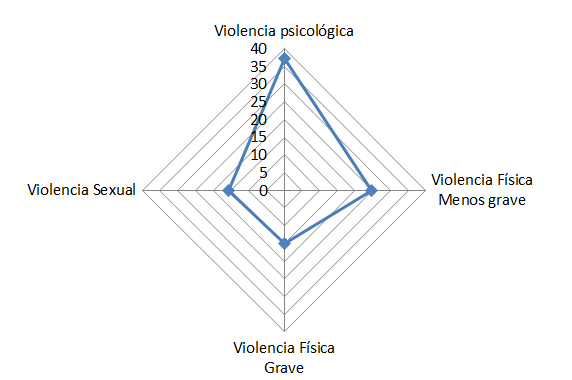 Violencia psicológica
40
35
30
25
20
15
10
5
0
Violencia Física
Menos grave
Violencia Sexual
Violencia Física
Grave